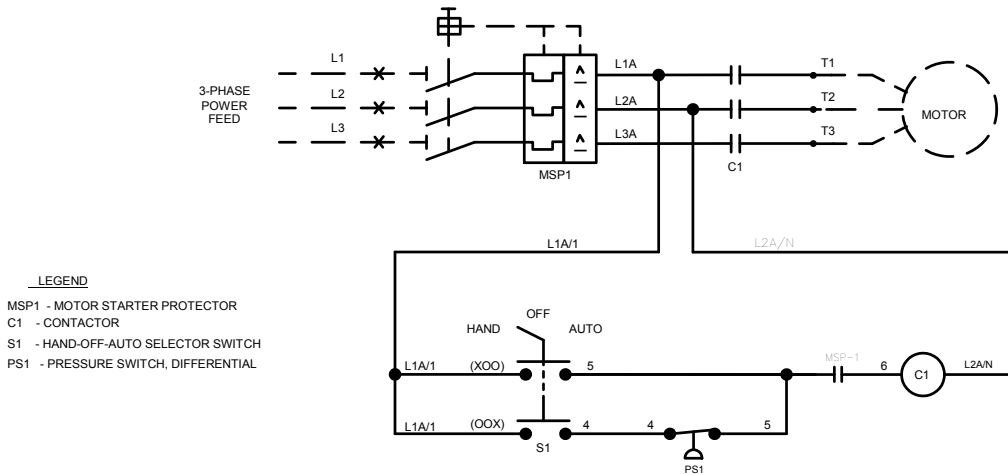 L1
L2
L3
3-PHASE
POWER
FEED
MSP1
L1A
L2A
L3A
C1
T1
T2
T3
MOTOR
L1A/1
L2A/N
LEGEND
MSP1 - MOTOR STARTER PROTECTOR
C1 - CONTACTOR
S1 - HAND-OFF-AUTO SELECTOR SWITCH
PS1 - PRESSURE SWITCH, DIFFERENTIAL
OFF
HAND AUTO
L1A/1 (XOO) 5 MSP-1 6 C1 L2A/N
L1A/1 (OOX) S1 4 4 5
PS1